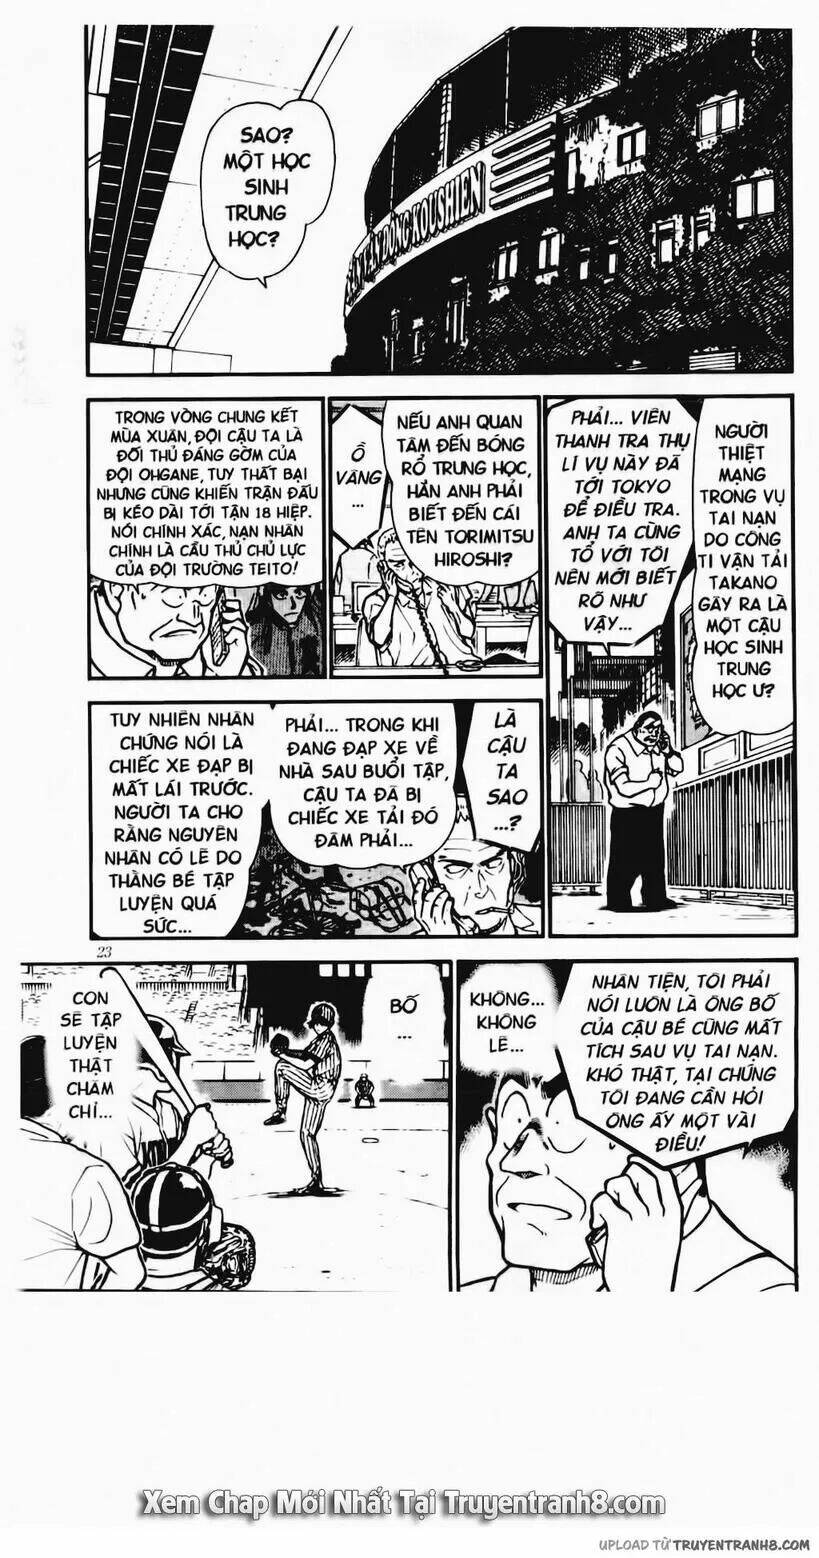 SAO?
MỘT HỌC
SINH
TRUNG
HỌC?
VẬN ĐỘNG KOUSHIEN
NGƯỜI
THIỆT
MẠNG
TRONG VỤ
TAI NẠN
DO CÔNG
TI VẬN TẢI
TAKANO
GÂY RA LÀ
MỘT CẬU
HỌC SINH
TRUNG
HỌC Ư?
PHẢI... VIÊN
THANH TRA THỤ
LÍ VỤ NÀY ĐÃ
TỚI TOKYO
ĐỂ ĐIỀU TRA.
ANH TA CÙNG
TỔ VỚI TÔI
NÊN MỚI BIẾT
RÕ NHƯ
VẬY...
NẾU ANH QUAN
TÂM ĐẾN BÓNG
RỔ TRUNG HỌC,
HẲN ANH PHẢI
BIẾT ĐẾN CÁI
TÊN TORIMITSU
HIROSHI?
Ồ
VÂNG...
TRONG VÒNG CHUNG KẾT
MÙA XUÂN, ĐỘI CẬU TA LÀ
ĐỐI THỦ ĐÁNG GỜM CỦA
ĐỘI OHGANE, TUY THẤT BẠI
NHƯNG CŨNG KHIẾN TRẬN ĐẤU
BỊ KÉO DÀI TỚI TẬN 18 HIỆP.
NÓI CHÍNH XÁC, NẠN NHÂN
CHÍNH LÀ CẦU THỦ CHỦ LỰC
CỦA ĐỘI TRƯỜNG TEITO!
LÀ
CẬU
TA
SAO
...?
PHẢI... TRONG KHI
ĐANG ĐẠP XE VỀ
NHÀ SAU BUỔI TẬP,
CẬU TA ĐÃ BỊ
CHIẾC XE TẢI ĐÓ
ĐÂM PHẢI...
TUY NHIÊN NHÂN
CHỨNG NÓI LÀ
CHIẾC XE ĐẠP BỊ
MẤT LÁI TRƯỚC.
NGƯỜI TA CHO
RẰNG NGUYÊN
NHÂN CÓ LẼ DO
THẰNG BÉ TẬP
LUYỆN QUÁ
SỨC...
23
NHÂN TIỆN, TÔI PHẢI
NÓI LUÔN LÀ ÔNG BỐ
CỦA CẬU BÉ CŨNG MẤT
TÍCH SAU VỤ TAI NẠN.
KHÓ THẬT, TẠI CHÚNG
TÔI ĐANG CẦN HỎI
ÔNG ẤY MỘT VÀI
ĐIỀU!
KHÔNG...
KHÔNG
LẼ...
BỐ
...
CON
SẼ TẬP
LUYỆN
THẬT
CHĂM
CHỈ...
Xem Chap Mới Nhất Tại Truyentranh8.com
UPLOAD TỪ TRUYENTRANH8.COM